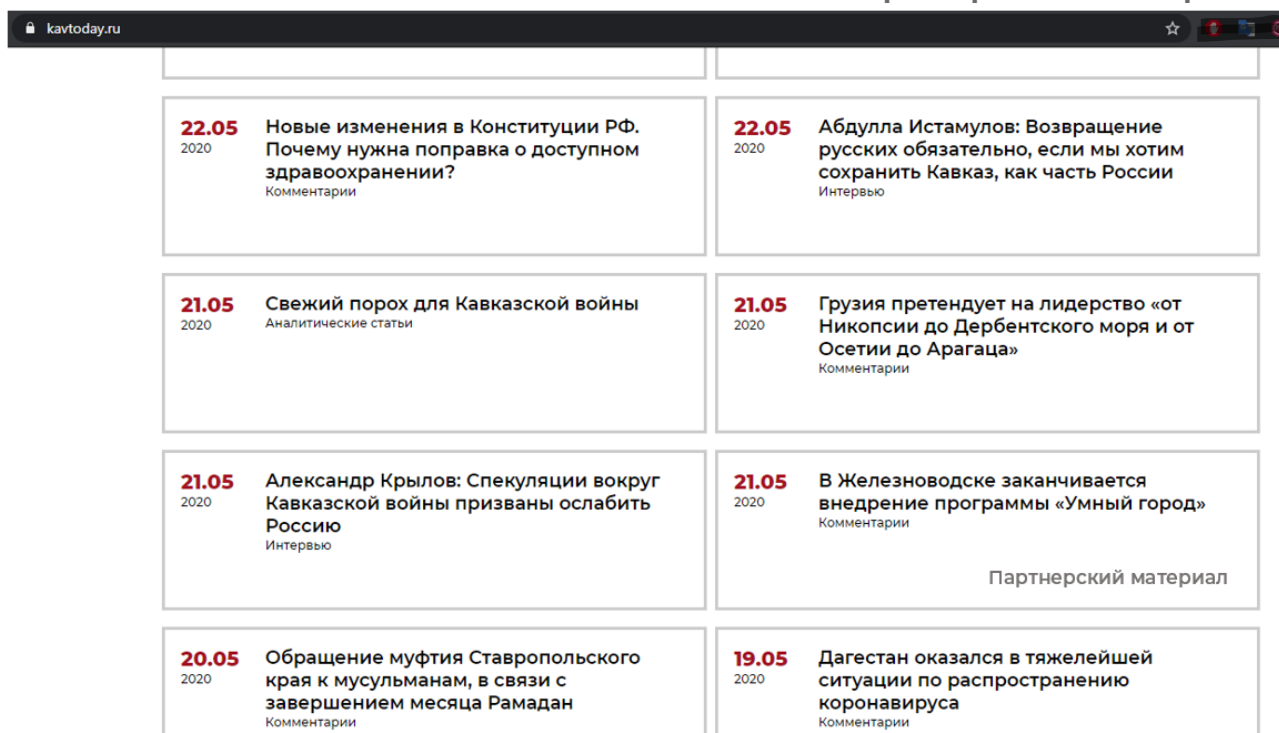 kavtoday.ru
22.05
2020
Новые изменения в Конституции РФ.
Почему нужна поправка о доступном
здравоохранении?
Комментарии
22.05
2020
Абдулла Истамулов: Возвращение
русских обязательно, если мы хотим
сохранить Кавказ, как часть России
Интервью
21.05
2020
Свежий порох для Кавказской войны
Аналитические статьи
21.05
2020
Грузия претендует на лидерство «от
Никопсии до Дербентского моря и от
Осетии до Арагаца»
Комментарии
21.05
2020
Александр Крылов: Спекуляции вокруг
Кавказской войны призваны ослабить
Россию
Интервью
21.05
2020
В Железноводске заканчивается
внедрение программы «Умный город»
Комментарии
Партнерский материал
20.05
2020
Обращение муфтия Ставропольского
края к мусульманам, в связи с
завершением месяца Рамадан
Комментарии
19.05
2020
Дагестан оказался в тяжелейшей
ситуации по распространению
коронавируса
Комментарии